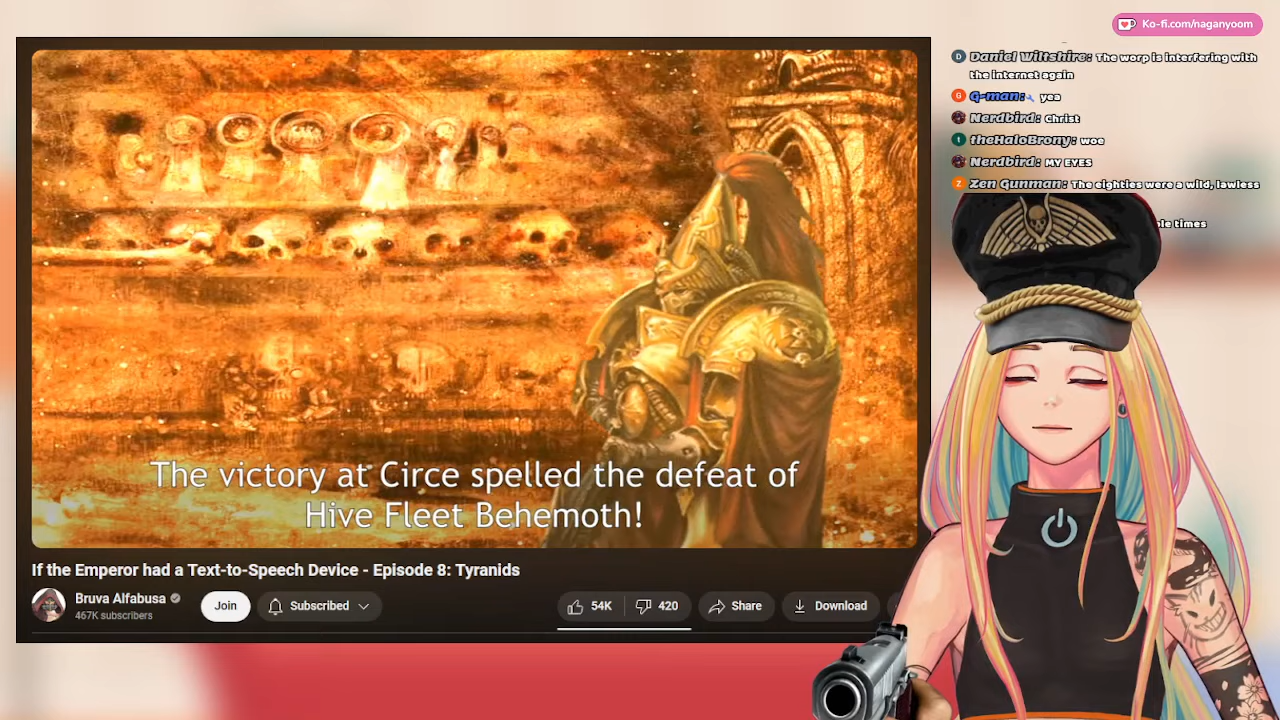 Ko-fi.com/naganyoom
D Daniel Wiltshire: The worp is interfering with
the internet again
G G-man: yea
Nerdbird: Christ
t theHaloBrony: woe
Nerdbird: MY EYES
Z Zen Gunman: The eighties were a wild, lawless
times
The victory at Circe spelled the defeat of
Hive Fleet Behemoth!
If the Emperor had a Text-to-Speech Device - Episode 8: Tyranids
Bruva Alfabusa
467K subscribers
Join
Subscribed
54K
420
Share
Download